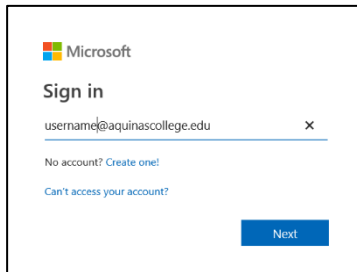 Microsoft
Sign in
username@aquinascollege.edu
No account? Create one!
Can't access your account?
Next